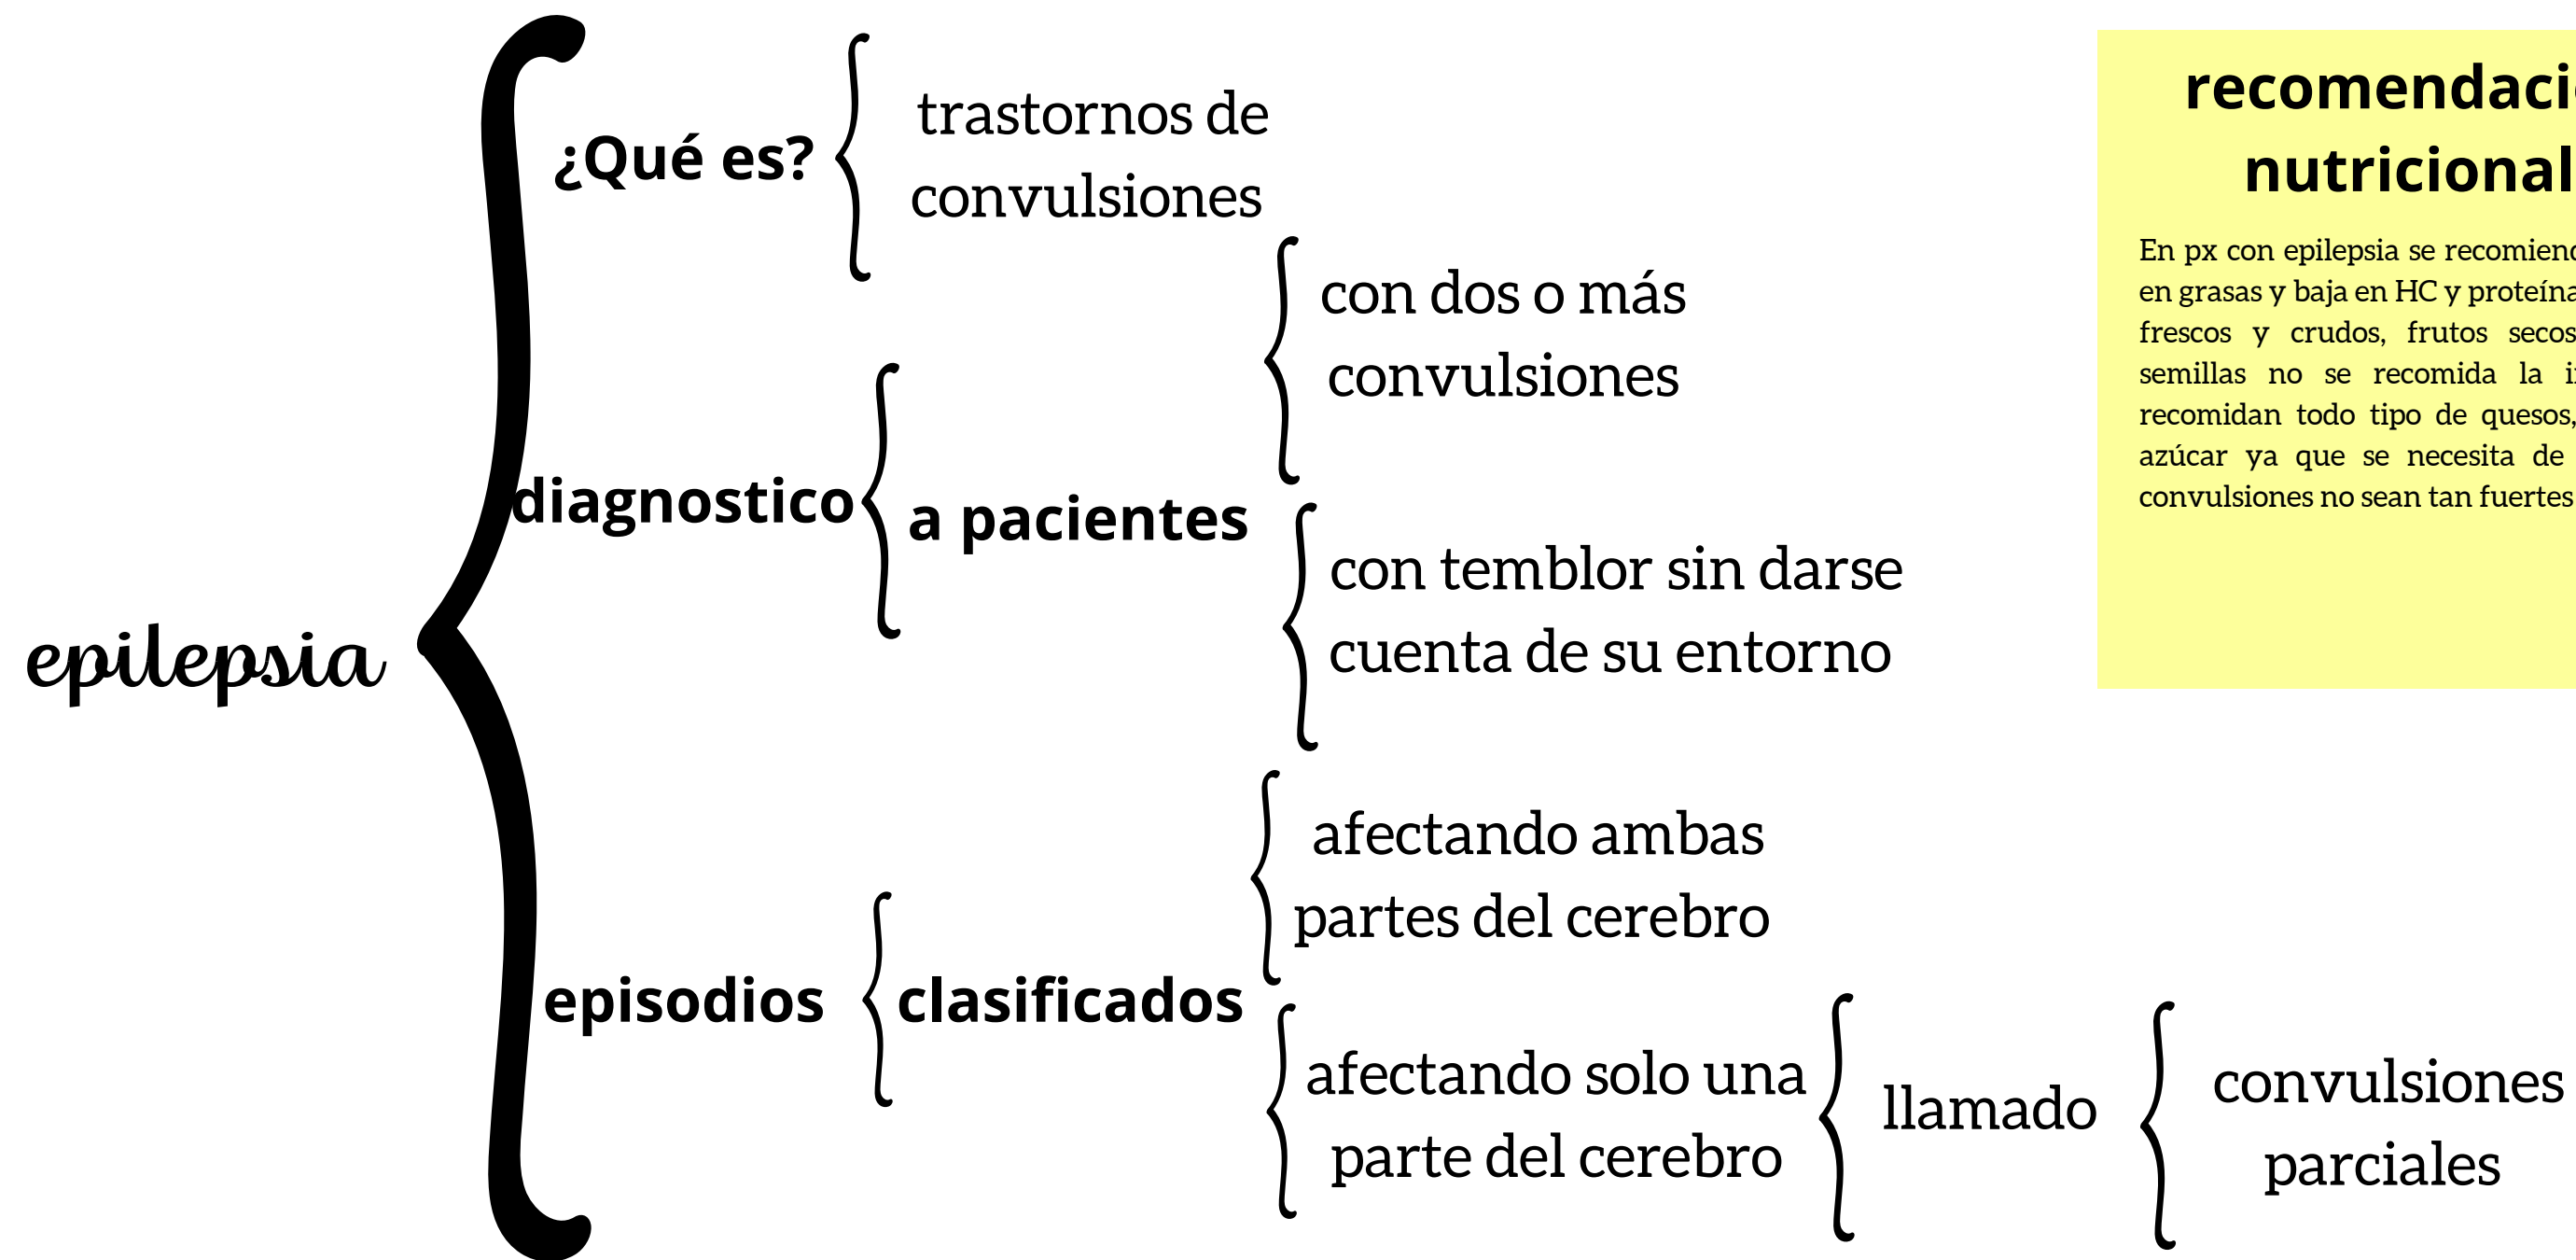 epilepsia
¿Qué es?
trastornos de
convulsiones
diagnostico
a pacientes
con dos o más
convulsiones
con temblor sin darse
cuenta de su entorno
episodios
clasificados
afectando ambas
partes del cerebro
afectando solo una
parte del cerebro
llamado
convulsiones
parciales
nutricional
En px con epilepsia se
en grasas y baja en HC y
frescos y crudos, frutos secos
semillas no se recomida la
recomidan todo tipo de quesos,
azúcar ya que se necesita de
convulsiones no sean tan fuertes